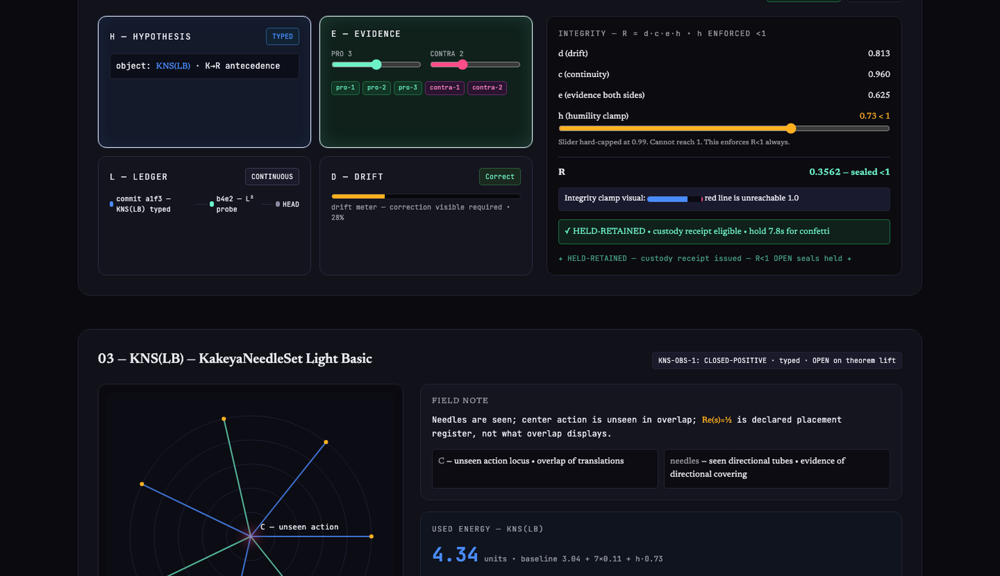 H — HYPOTHESIS
TYPED
object: KNS(LB) · K→R antecedence
E — EVIDENCE
PRO 3
CONTRA 2
pro-1
pro-2
pro-3
contra-1
contra-2
L — LEDGER
CONTINUOUS
commit a1f3 —
KNS(LB) typed
b4e2 — L²
probe
HEAD
D — DRIFT
Correct
drift meter — correction visible required •
28%
INTEGRITY — R = d·c·e·h • h ENFORCED <1
d (drift)
0.813
c (continuity)
0.960
e (evidence both sides)
0.625
h (humility clamp)
0.73 < 1
Slider hard-capped at 0.99. Cannot reach 1. This enforces R<1 always.
R
0.3562 — sealed <1
Integrity clamp visual: red line is unreachable 1.0
✓ HELD-RETAINED • custody receipt eligible • hold 7.8s for confetti
✦ HELD-RETAINED — custody receipt issued — R<1 OPEN seals held ✦
03 — KNS(LB) — KakeyaNeedleSet Light Basic
KNS-OBS-1: CLOSED-POSITIVE · typed · OPEN on theorem lift
C — unseen action
FIELD NOTE
Needles are seen; center action is unseen in overlap; Re(s)=½ is declared placement
register, not what overlap displays.
C — unseen action locus • overlap of translations
needles — seen directional tubes • evidence of
directional covering
USED ENERGY — KNS(LB)
4.34 units • baseline 3.04 + 7×0.11 + h·0.73